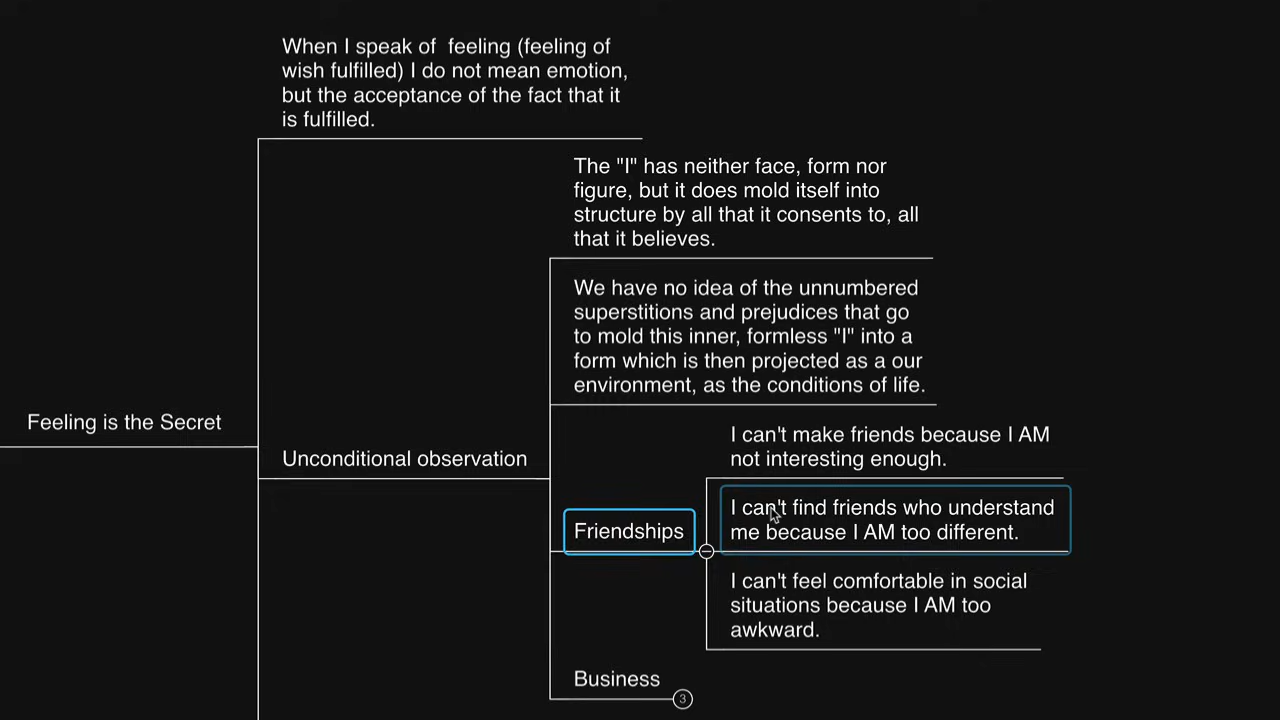 When I speak of  feeling (feeling of
wish fulfilled) I do not mean emotion,
but the acceptance of the fact that it
is fulfilled.
The "I" has neither face, form nor
figure, but it does mold itself into
structure by all that it consents to, all
that it believes.
We have no idea of the unnumbered
superstitions and prejudices that go
to mold this inner, formless "I" into a
form which is then projected as a our
environment, as the conditions of life.
Feeling is the Secret
Unconditional observation
I can't make friends because I AM
not interesting enough.
Friendships
I can't find friends who understand
me because I AM too different.
I can't feel comfortable in social
situations because I AM too
awkward.
Business
3